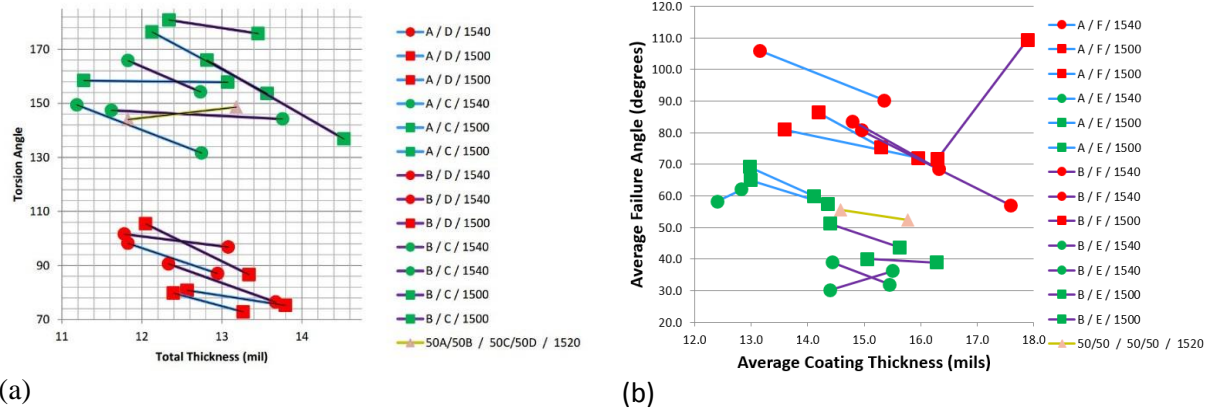 170
150
130
110
90
70
11
12
13
14
Torsion Angle
Total Thickness (mil)
A / D / 1540
A / D / 1500
A / D / 1500
A / C / 1540
A / C / 1500
A / C / 1500
B / D / 1540
B / D / 1540
B / D / 1500
B / C / 1540
B / C / 1540
B / C / 1500
B / C / 1500
50A/50B / 50C/50D / 1520
(a)
120.0
110.0
100.0
90.0
80.0
70.0
60.0
50.0
40.0
30.0
20.0
12.0
13.0
14.0
15.0
16.0
17.0
18.0
Average Failure Angle (degrees)
Average Coating Thickness (mils)
A / F / 1540
A / F / 1500
A / F / 1500
A / E / 1540
A / E / 1500
A / E / 1500
B / F / 1540
B / F / 1540
B / F / 1500
B / E / 1540
B / E / 1540
B / E / 1500
B / E / 1500
50/50 / 50/50 / 1520
(b)